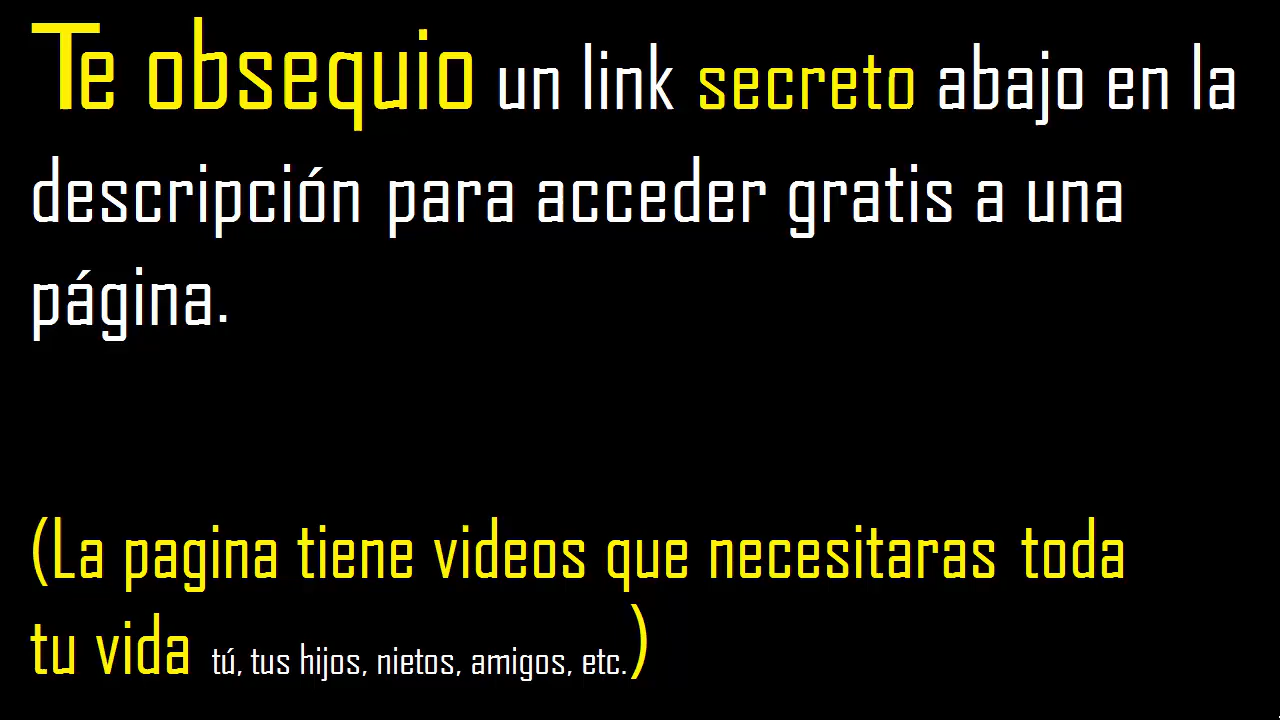 Te obsequio un link secreto abajo en la
descripción para acceder gratis a una
página.
(La pagina tiene videos que necesitaras toda
tu vida tú, tus hijos, nietos, amigos, etc.)